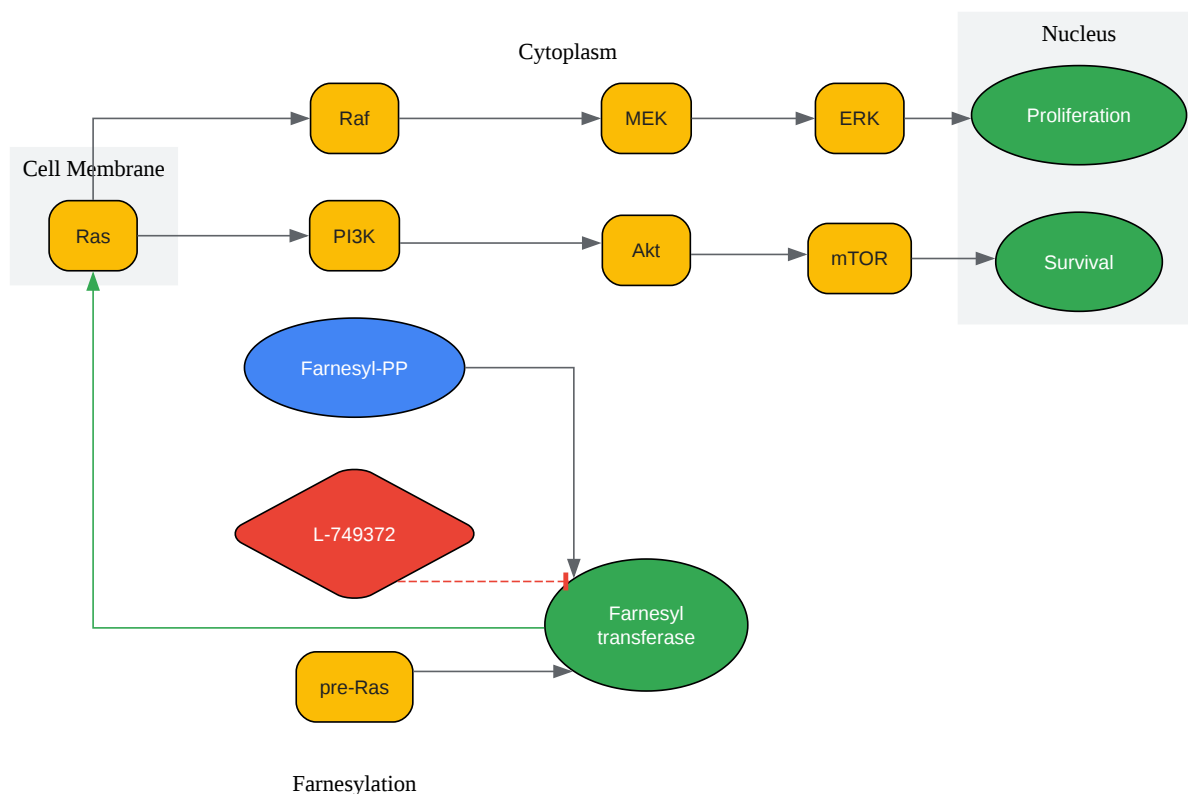 Nucleus
Cytoplasm
Raf
MEK
ERK
Proliferation
Cell Membrane
Ras
PI3K
Akt
mTOR
Survival
Farnesyl-PP
L-749372
Farnesyl
transferase
pre-Ras
Farnesylation